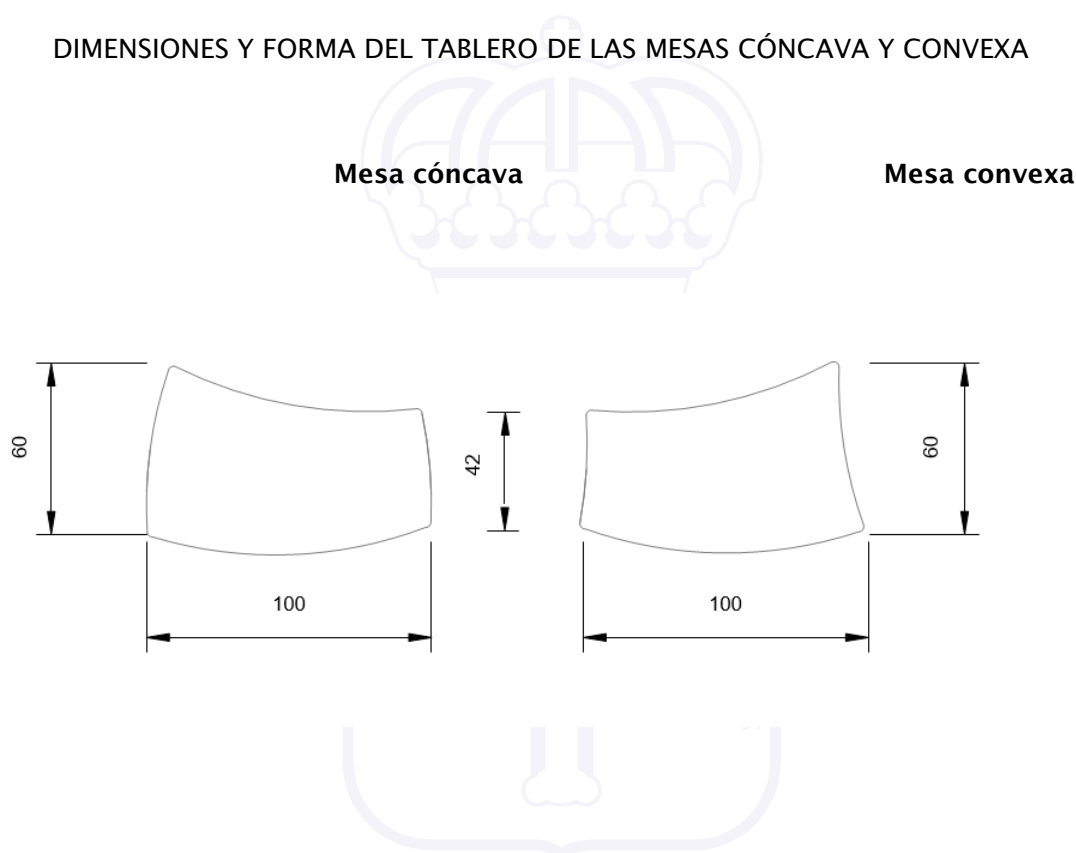 DIMENSIONES Y FORMA DEL TABLERO DE LAS MESAS CÓNCAVA Y CONVEXA
Mesa cóncava Mesa convexa
60
42
60
100
100